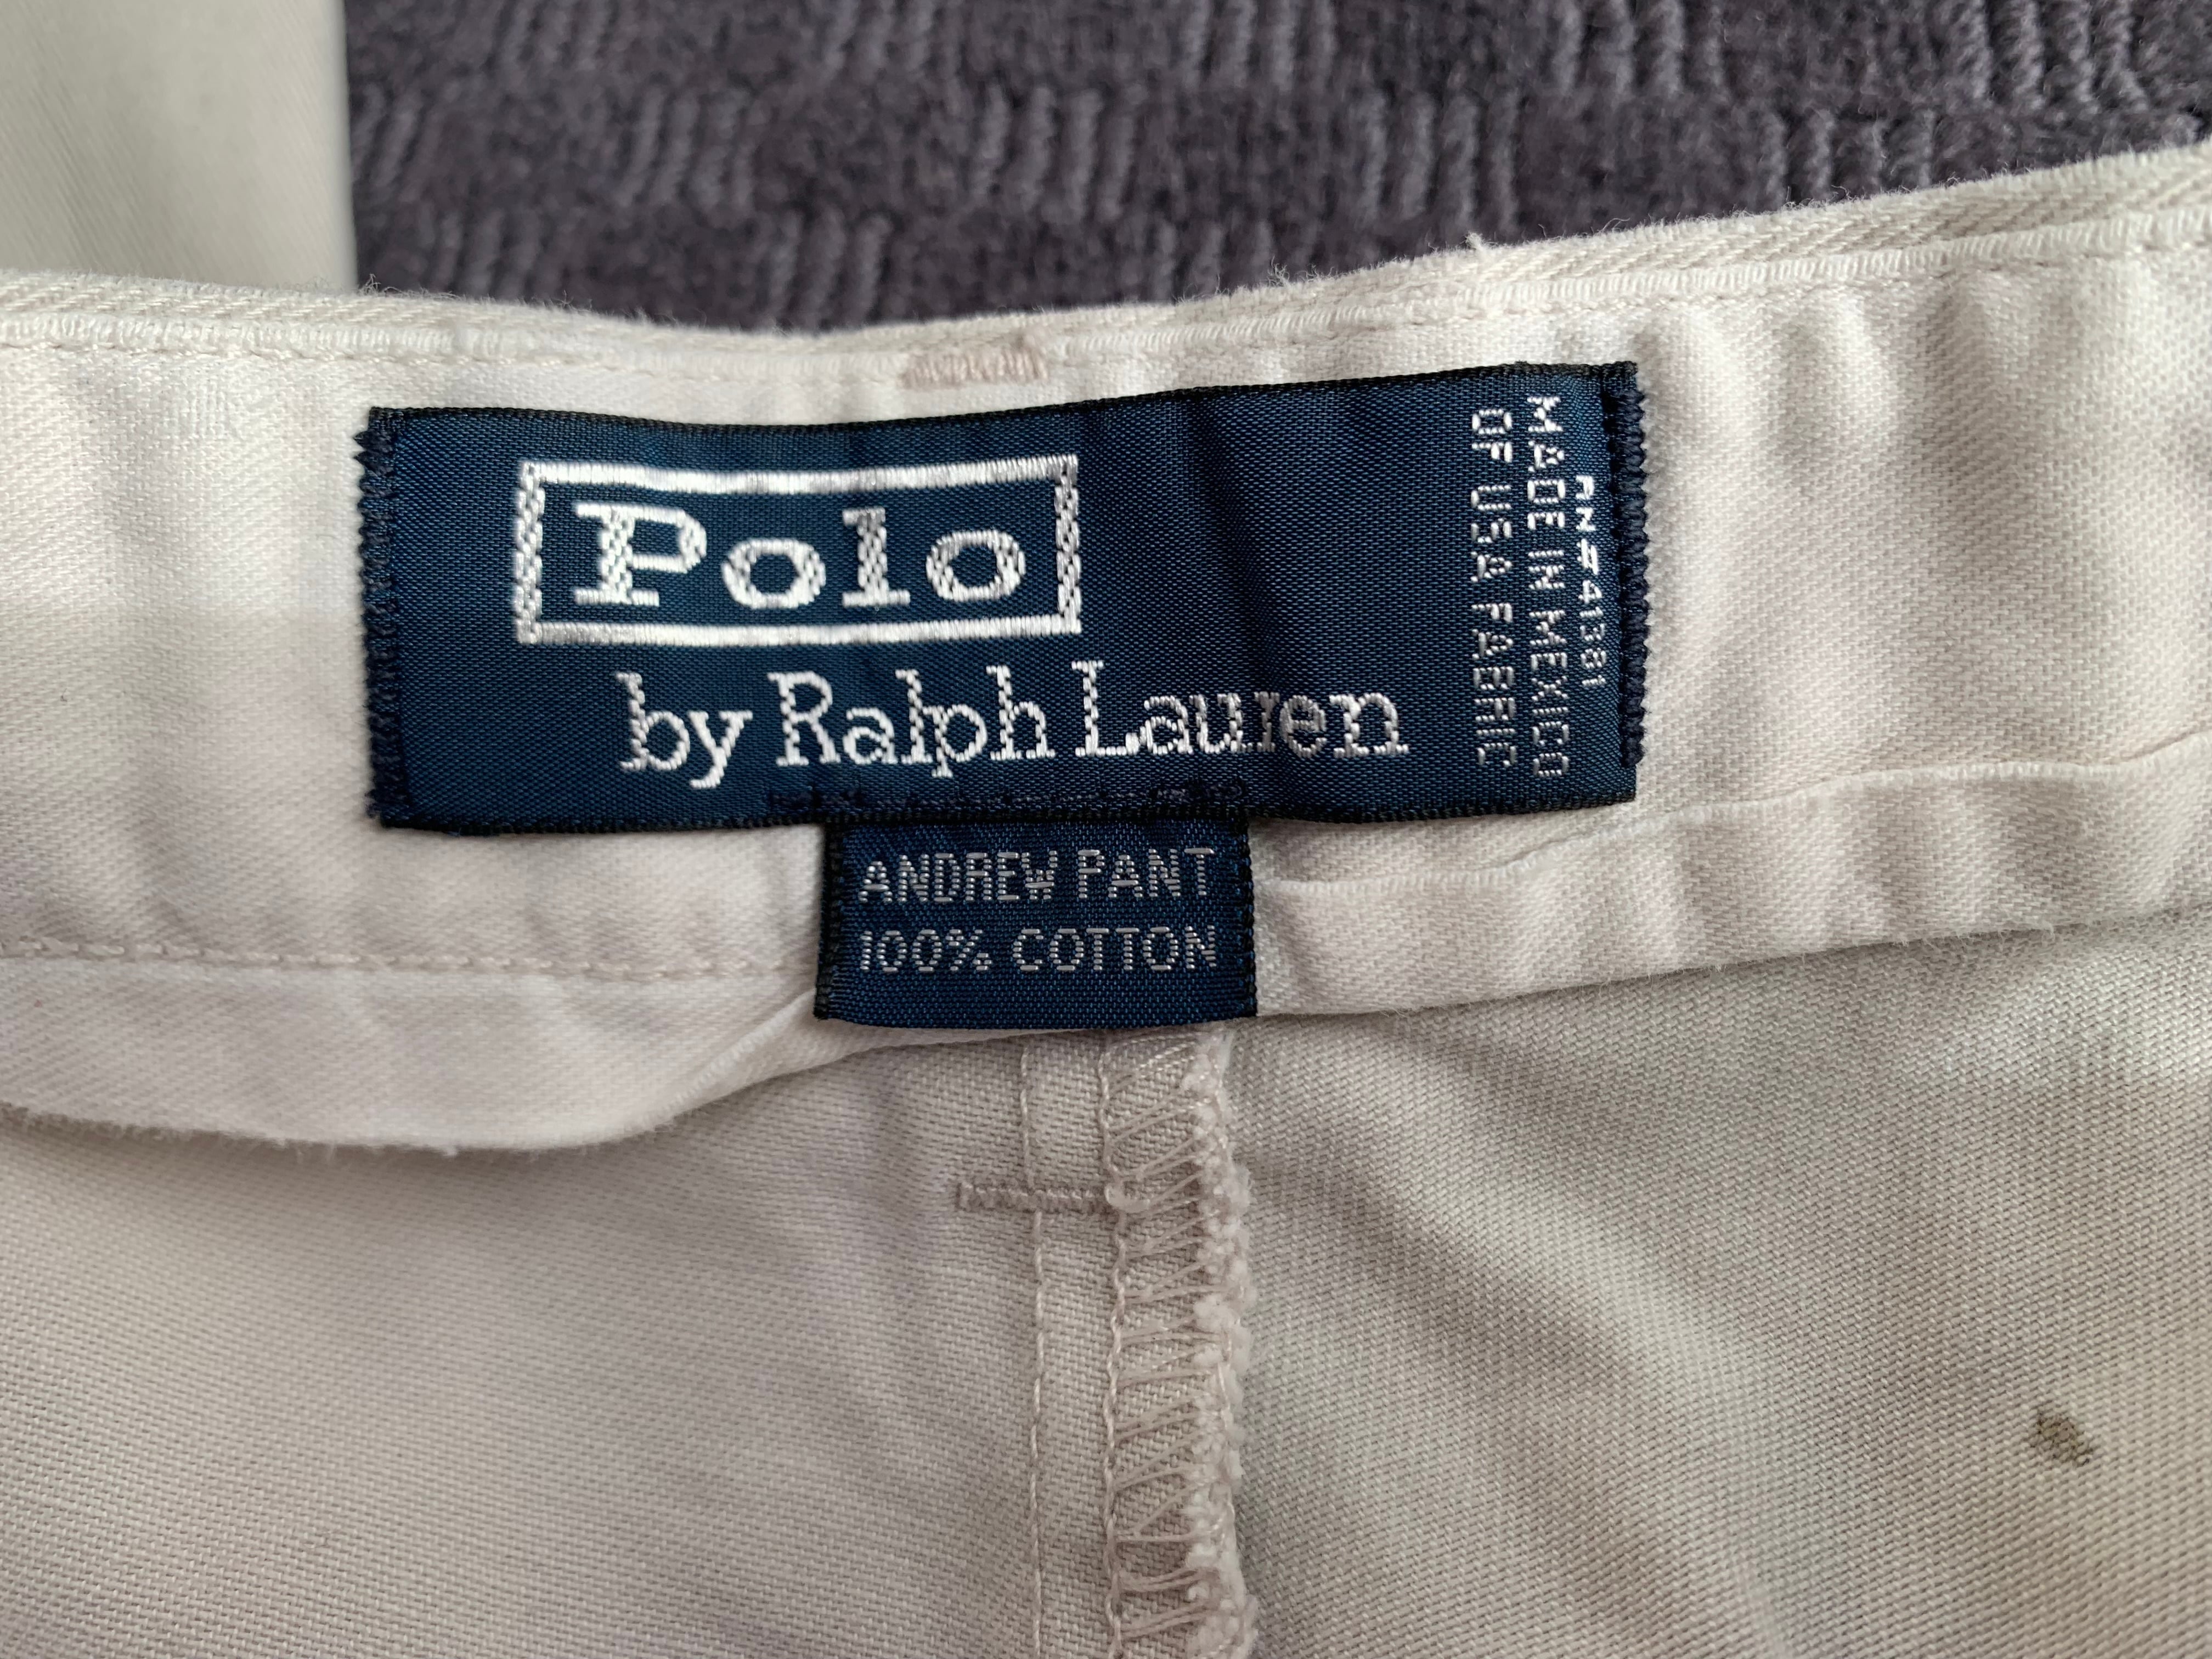 Polo
by Ralph Lauren
RN#41381
MADE IN MEXICO
OF USA FABRIC
ANDREW PANT
100% COTTON